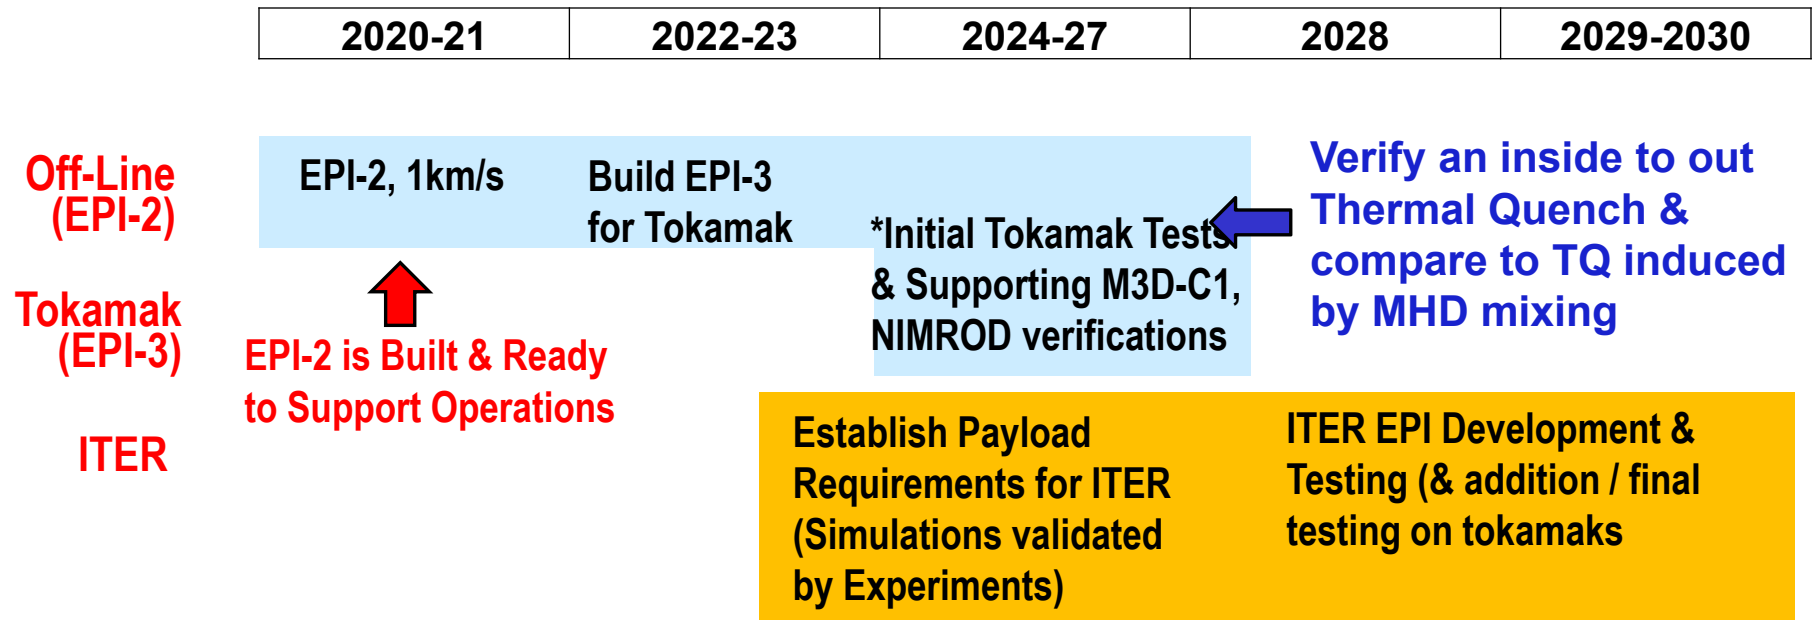 2020-21 2022-23 2024-27 2028 2029-2030
Off-Line
(EPI-2)
EPI-2, 1km/s
Build EPI-3
for Tokamak
*Initial Tokamak Tests
& Supporting M3D-C1,
NIMROD verifications
Verify an inside to out
Thermal Quench &
compare to TQ induced
by MHD mixing
Tokamak
(EPI-3)
EPI-2 is Built & Ready
to Support Operations
ITER
Establish Payload
Requirements for ITER
(Simulations validated
by Experiments)
ITER EPI Development &
Testing (& addition / final
testing on tokamaks